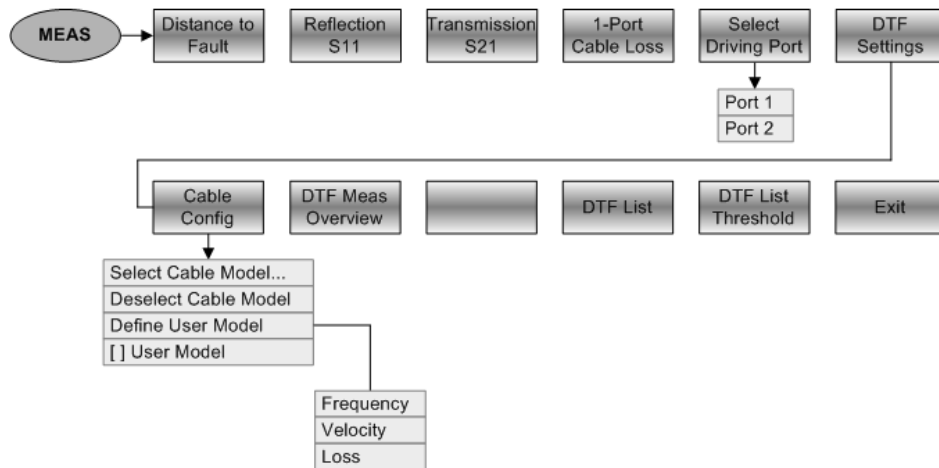 MEAS
Distance to
Fault
Reflection
S11
Transmission
S21
1-Port
Cable Loss
Select
Driving Port
DTF
Settings
Port 1
Port 2
Cable
Config
DTF Meas
Overview
DTF List
DTF List
Threshold
Exit
Select Cable Model...
Deselect Cable Model
Define User Model
[ ] User Model
Frequency
Velocity
Loss